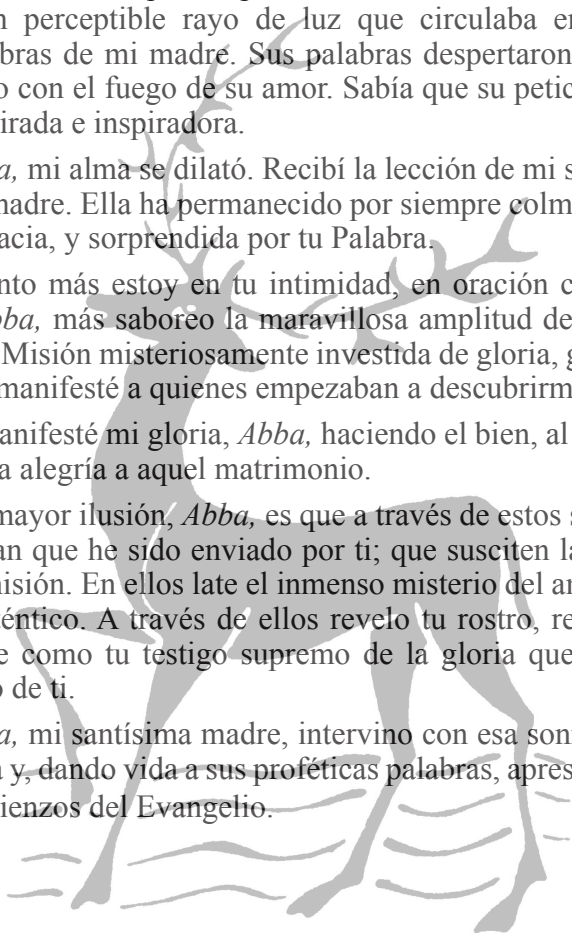 perceptible rayo de luz que circulaba
bras de mi madre. Sus palabras despertaron
o con el fuego de su amor. Sabía que su petic
irada e inspiradora.
a, mi alma se dilató. Recibí la lección de mi s
madre. Ella ha permanecido por siempre colm
acia, y sorprendida por tu Palabra.
nto más estoy en tu intimidad, en oración c
bba, más saboreo la maravillosa amplitud de
Misión misteriosamente investida de gloria, g
manifesté a quienes empezaban a descubrirm
anifesté mi gloria, Abba, haciendo el bien, al
a alegría a aquel matrimonio.
mayor ilusión, Abba, es que a través de estos s
an que he sido enviado por ti; que susciten la
misión. En ellos late el inmenso misterio del an
téntico. A través de ellos revelo tu rostro, re
e como tu testigo supremo de la gloria que
o de ti.
a, mi santísima madre, intervino con esa soni
a y, dando vida a sus proféticas palabras, apres
ienzos del Evangelio.